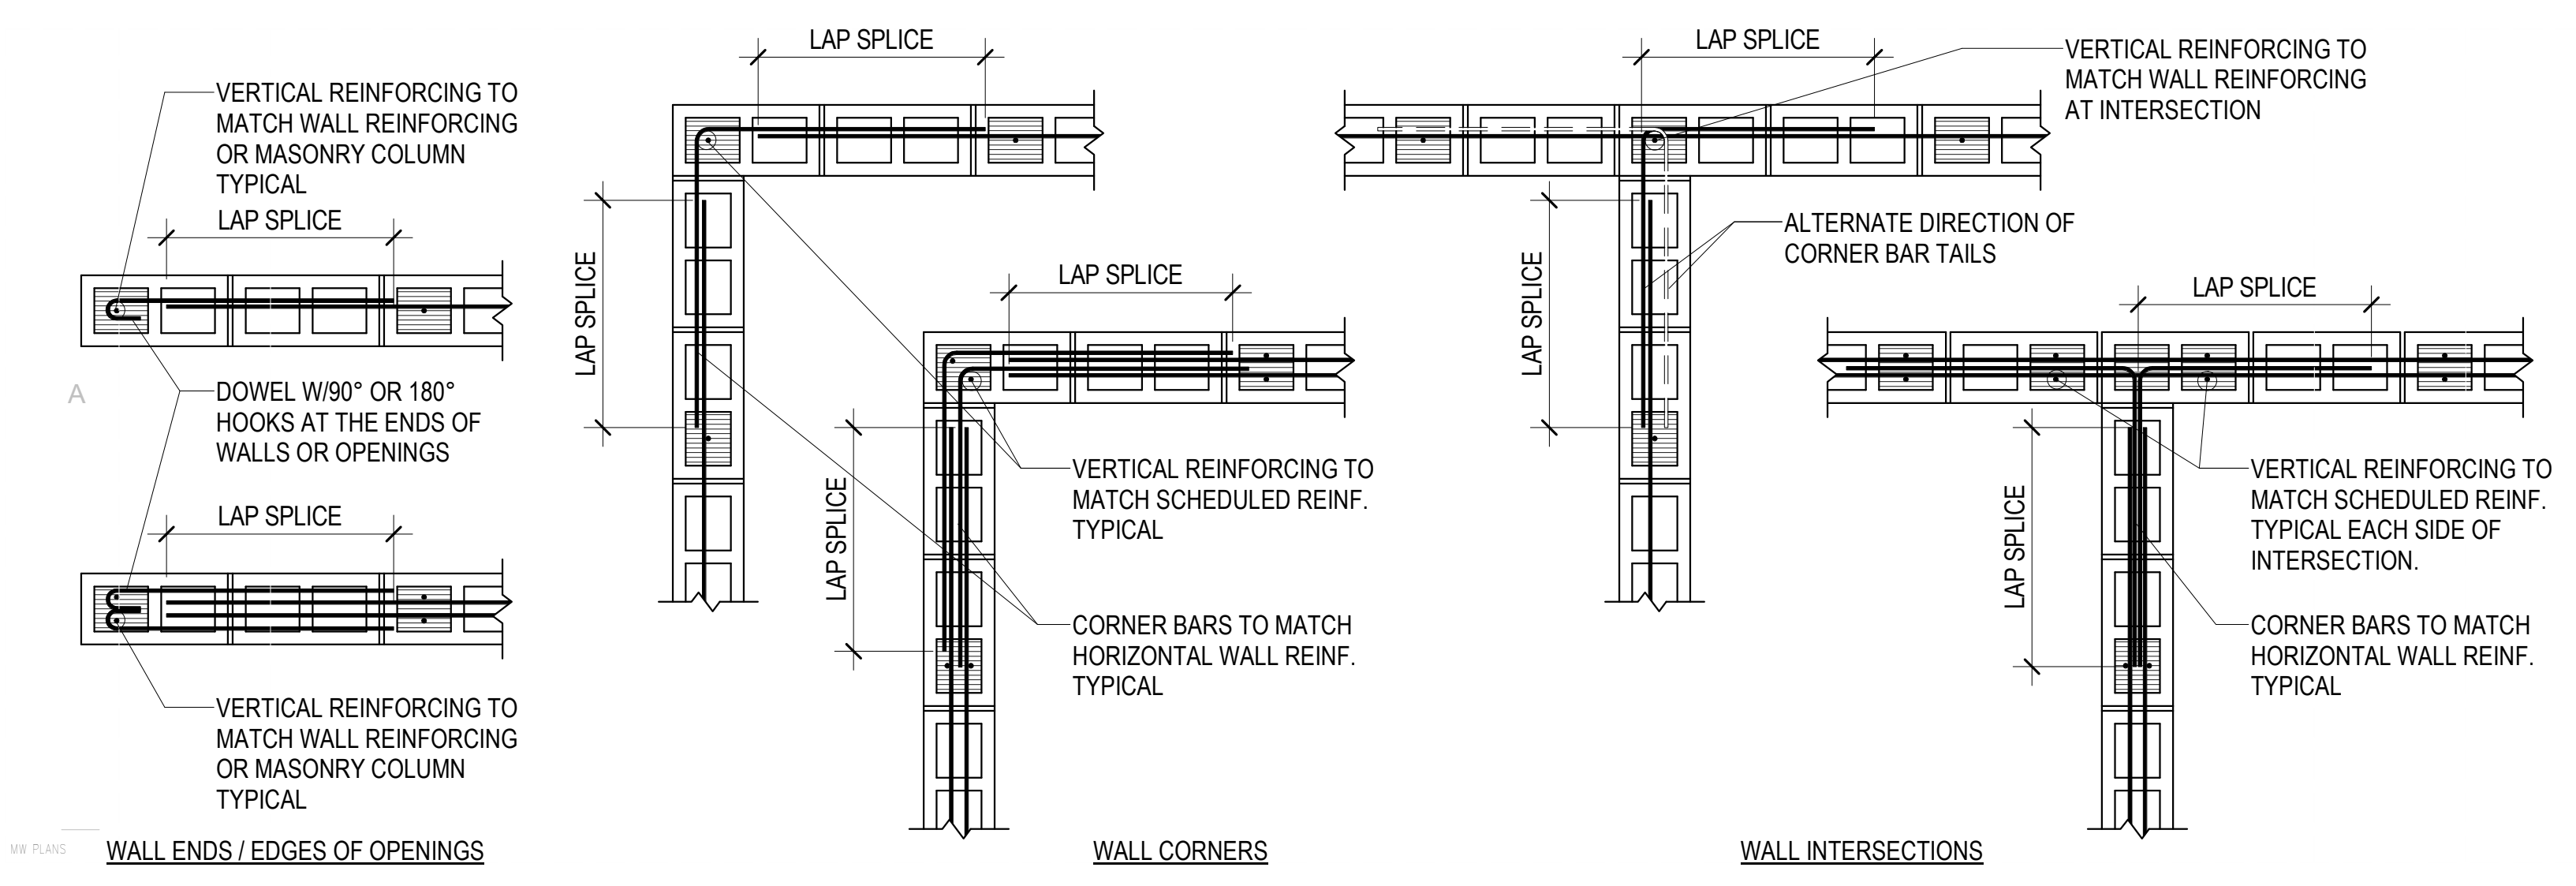 LAP SPLICE
VERTICAL REINFORCING TO
MATCH WALL REINFORCING
OR MASONRY COLUMN
TYPICAL
LAP SPLICE
DOWEL W/90° OR 180°
HOOKS AT THE ENDS OF
WALLS OR OPENINGS
A
LAP SPLICE
VERTICAL REINFORCING TO
MATCH WALL REINFORCING
OR MASONRY COLUMN
TYPICAL
MW PLANS
WALL ENDS / EDGES OF OPENINGS
LAP SPLICE
LAP SPLICE
LAP SPLICE
VERTICAL REINFORCING TO
MATCH SCHEDULED REINF.
TYPICAL
CORNER BARS TO MATCH
HORIZONTAL WALL REINF.
TYPICAL
WALL CORNERS
LAP SPLICE
VERTICAL REINFORCING TO
MATCH WALL REINFORCING
AT INTERSECTION
ALTERNATE DIRECTION OF
CORNER BAR TAILS
LAP SPLICE
LAP SPLICE
LAP SPLICE
VERTICAL REINFORCING TO
MATCH SCHEDULED REINF.
TYPICAL EACH SIDE OF
INTERSECTION.
CORNER BARS TO MATCH
HORIZONTAL WALL REINF.
TYPICAL
WALL INTERSECTIONS